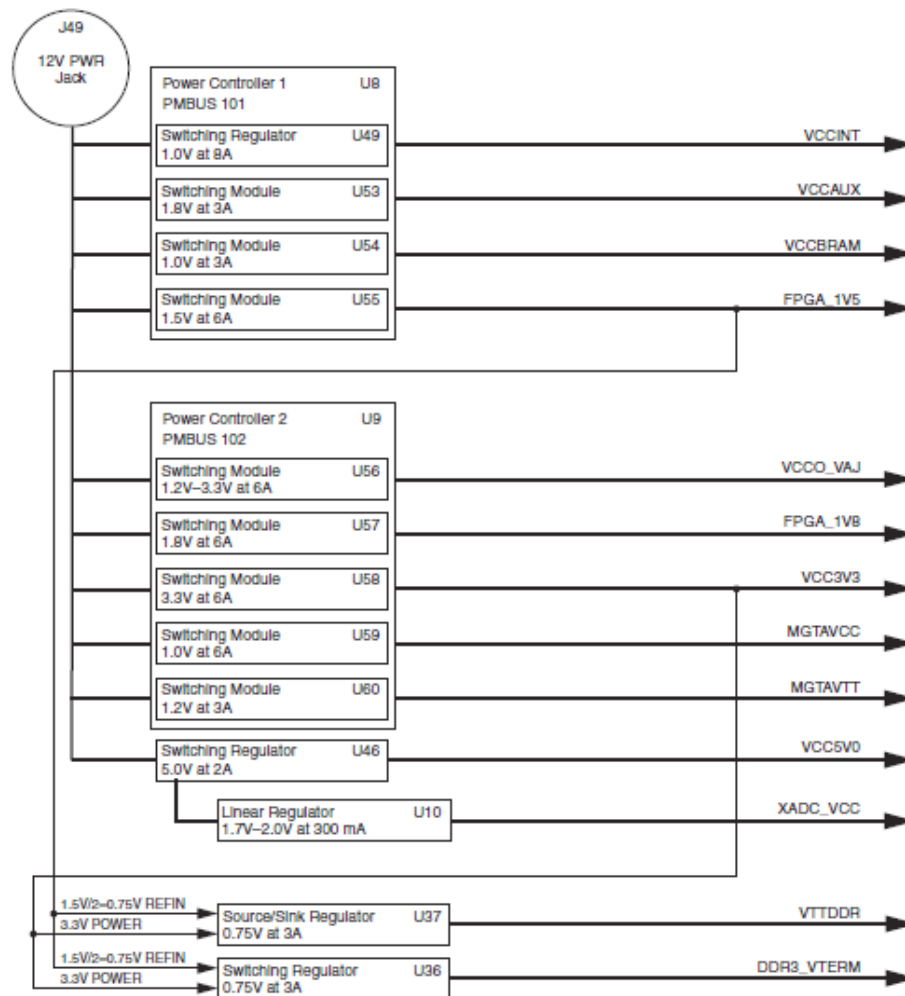 J49
12V PWR
Jack
Power Controller 1 U8
PMBUS 101
Switching Regulator U49
1.0V at 8A
VCCINT
Switching Module U53
1.8V at 3A
VCCAUX
Switching Module U54
1.0V at 3A
VCCBRAM
Switching Module U55
1.5V at 6A
FPGA_1V5
Power Controller 2 U9
PMBUS 102
Switching Module U56
1.2V–3.3V at 6A
VCCO_VAJ
Switching Module U57
1.8V at 6A
FPGA_1V8
Switching Module U58
3.3V at 6A
VCC3V3
Switching Module U59
1.0V at 6A
MGTAVCC
Switching Module U60
1.2V at 3A
MGTAVTT
Switching Regulator U46
5.0V at 2A
VCC5V0
Linear Regulator U10
1.7V–2.0V at 300 mA
XADC_VCC
1.5V/2=0.75V REFIN
3.3V POWER
Source/Sink Regulator U37
0.75V at 3A
VTTDDR
1.5V/2=0.75V REFIN
3.3V POWER
Switching Regulator U36
0.75V at 3A
DDR3_VTERM